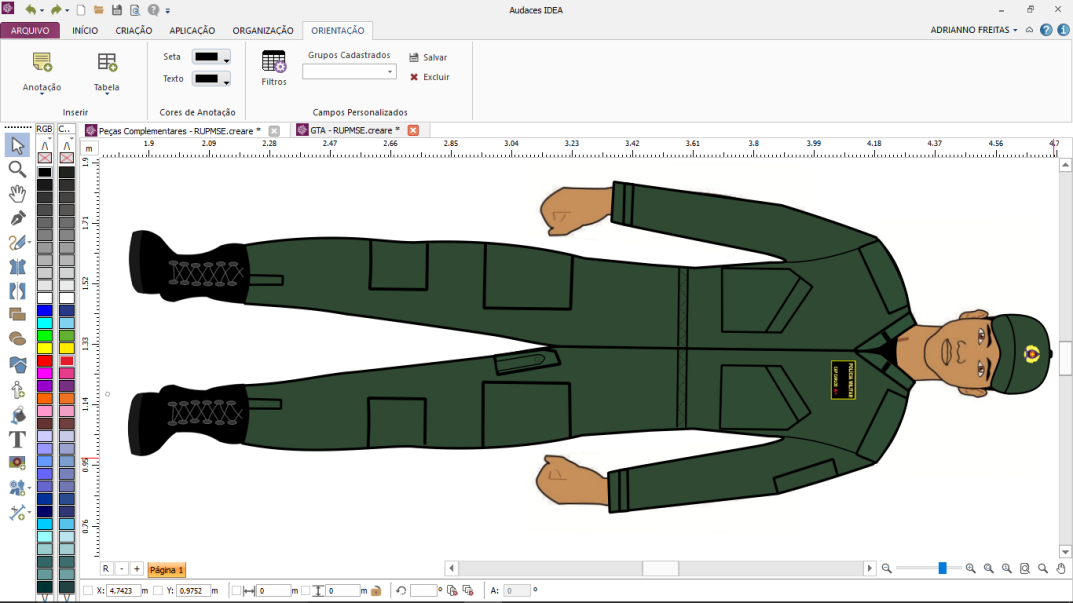 Audaces IDEA
ARQUIVO INÍCIO CRIAÇÃO APLICAÇÃO ORGANIZAÇÃO ORIENTAÇÃO ADRIANNO FREITAS
Anotação
Tabela
Inserir
Seta
Texto
Cores de Anotação
Filtros
Grupos Cadastrados
Salvar
Excluir
Campos Personalizados
RGB C...
Peças Complementares - RUPMSE.creare *
GTA - RUPMSE.creare *
m
1.9 2.09 2.28 2.47 2.66 2.85 3.04 3.23 3.42 3.61 3.8 3.99 4.18 4.37 4.56 4.7
1.9
1.71
1.52
1.33
1.14
0.95
0.76
POLÍCIA MILITAR
R - + Página 1
X: 4.7423 m Y: 0.9752 m 0 m 0 m º A: 0 º